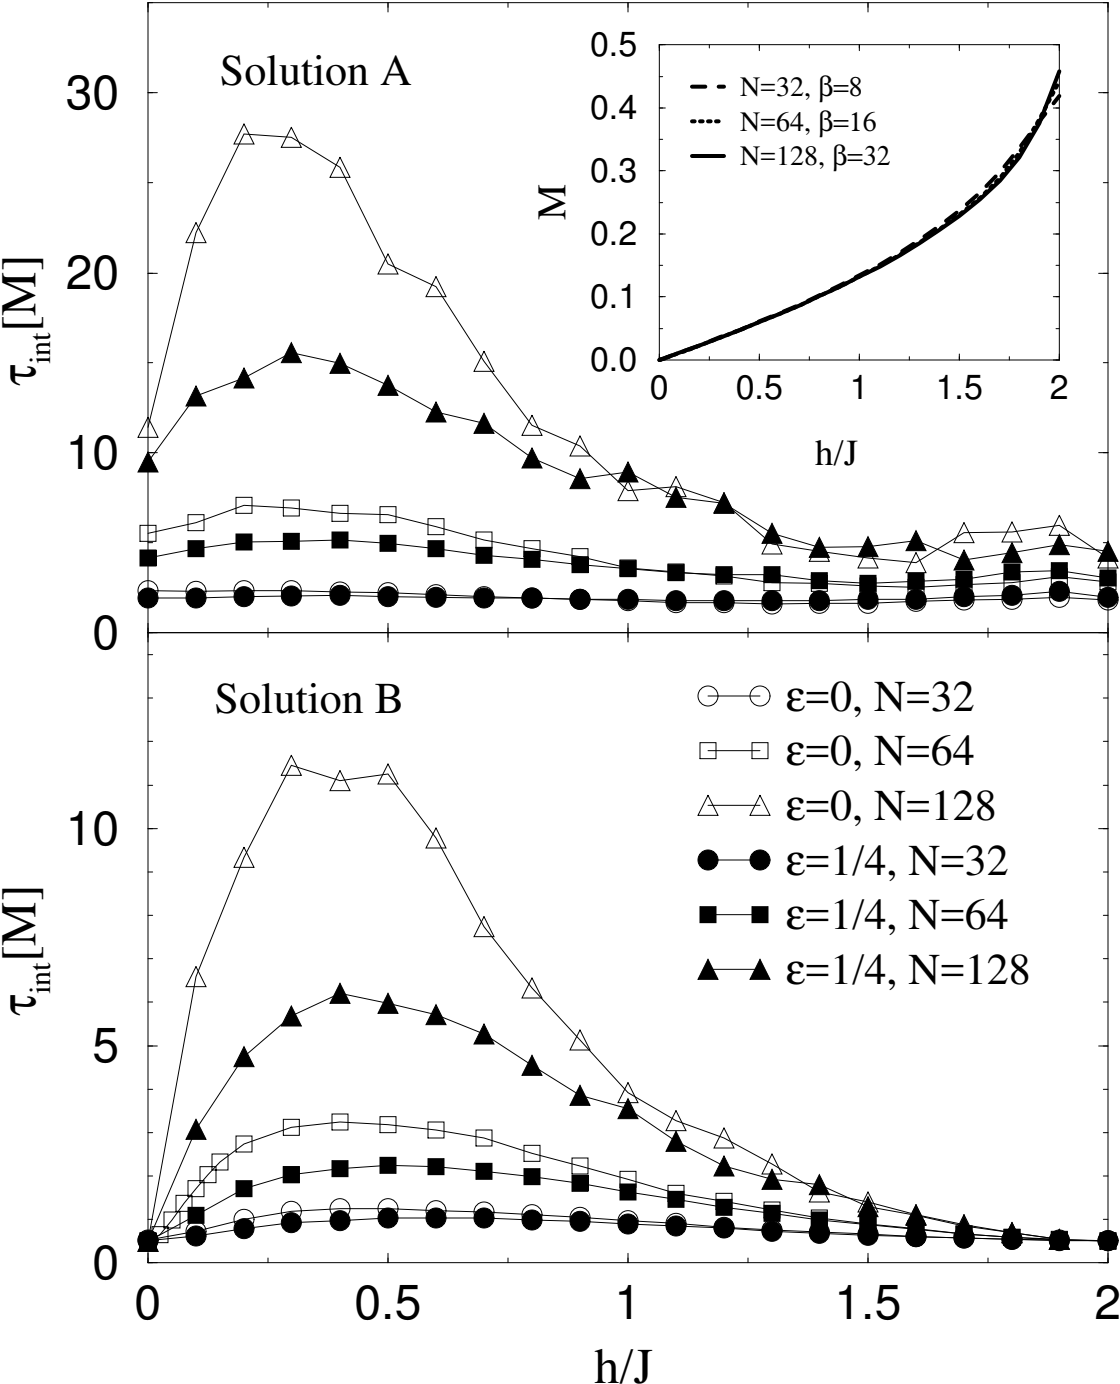 Solution A
30
20
10
0
τint[M]
0.5
0.4
0.3
0.2
0.1
0.0
M
N=32, β=8
N=64, β=16
N=128, β=32
0 0.5 1 1.5 2
h/J
Solution B
ε=0, N=32
ε=0, N=64
ε=0, N=128
ε=1/4, N=32
ε=1/4, N=64
ε=1/4, N=128
10
5
0
τint[M]
0 0.5 1 1.5 2
h/J